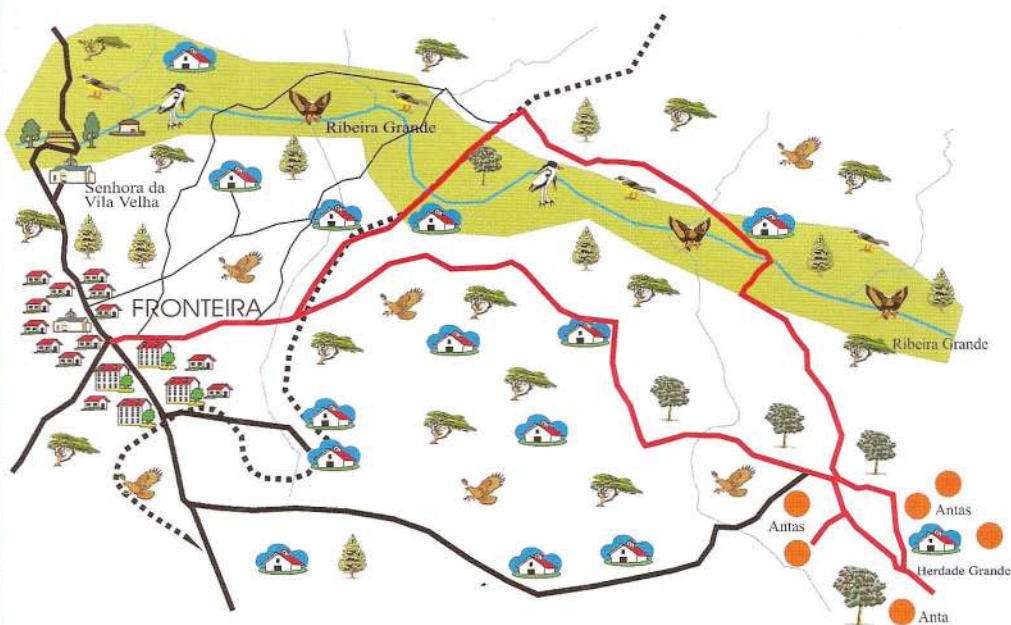 Ribeira Grande
Senhora da
Vila Velha
FRONTEIRA
Ribeira Grande
Antas
Antas
Herdade Grande
Anta